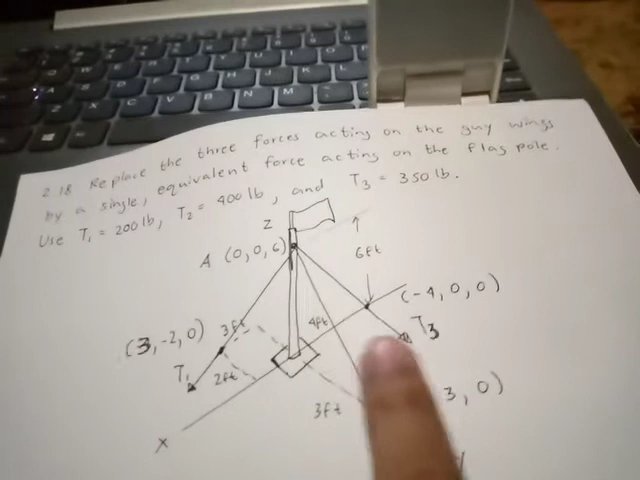 2.18 Replace the three forces acting on the guy wings
by a single, equivalent force acting on the flag pole.
Use T1 = 200 lb, T2 = 400 lb, and T3 = 350 lb.
Z
A (0,0,6)
6ft
(-4,0,0)
(3,-2,0)
3ft
4ft
T3
T1
2ft
3,0)
3ft
X
y